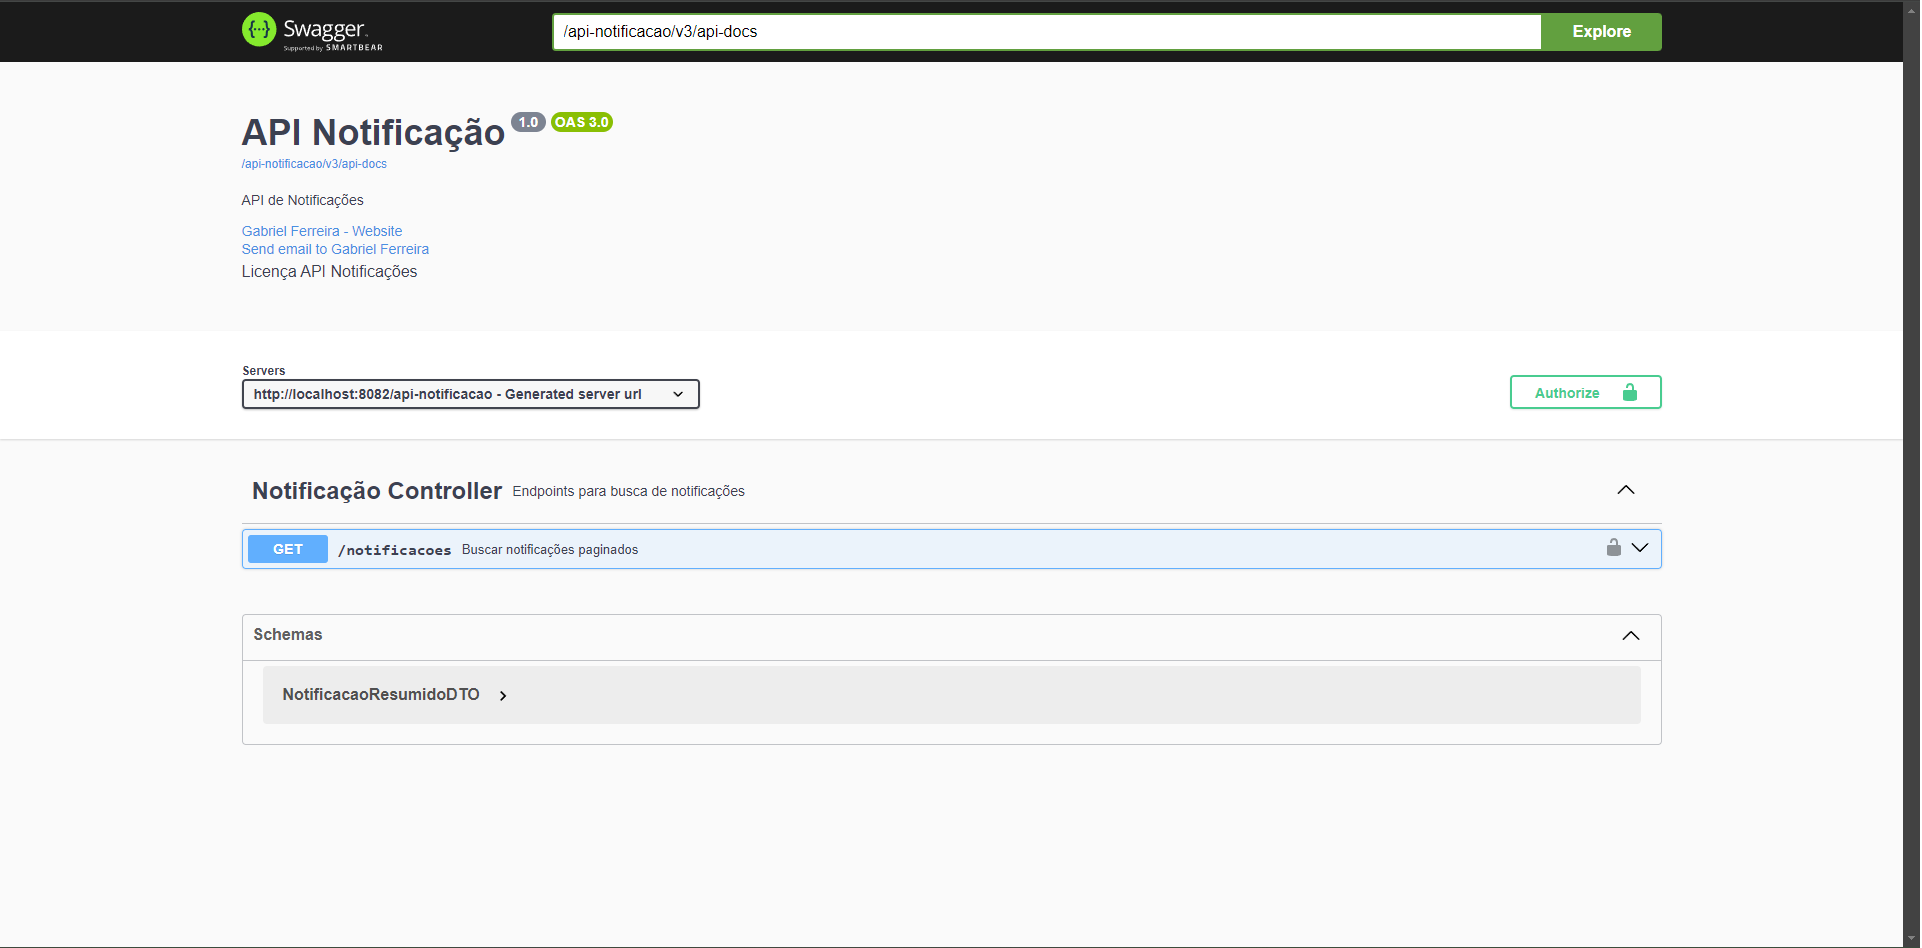 Swagger
Supported by SMARTBEAR
/api-notificacao/v3/api-docs
Explore
API Notificação 1.0 OAS 3.0
/api-notificacao/v3/api-docs
API de Notificações
Gabriel Ferreira - Website
Send email to Gabriel Ferreira
Licença API Notificações
Servers
http://localhost:8082/api-notificacao - Generated server url
Authorize
Notificação Controller Endpoints para busca de notificações
GET /notificacoes Buscar notificações paginados
Schemas
NotificacaoResumidoDTO